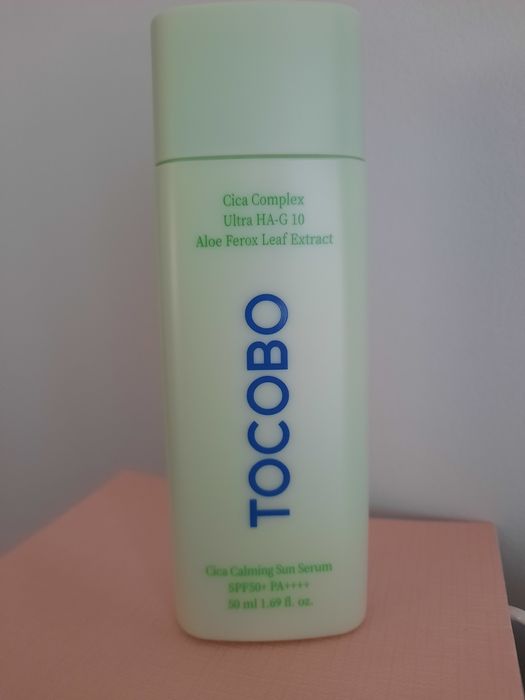 Cica Complex
Ultra HA-G 10
Aloe Ferox Leaf Extract
TOCOBO
Cica Calming Sun Serum
SPF50+ PA++++
50 ml 1.69 fl. oz.